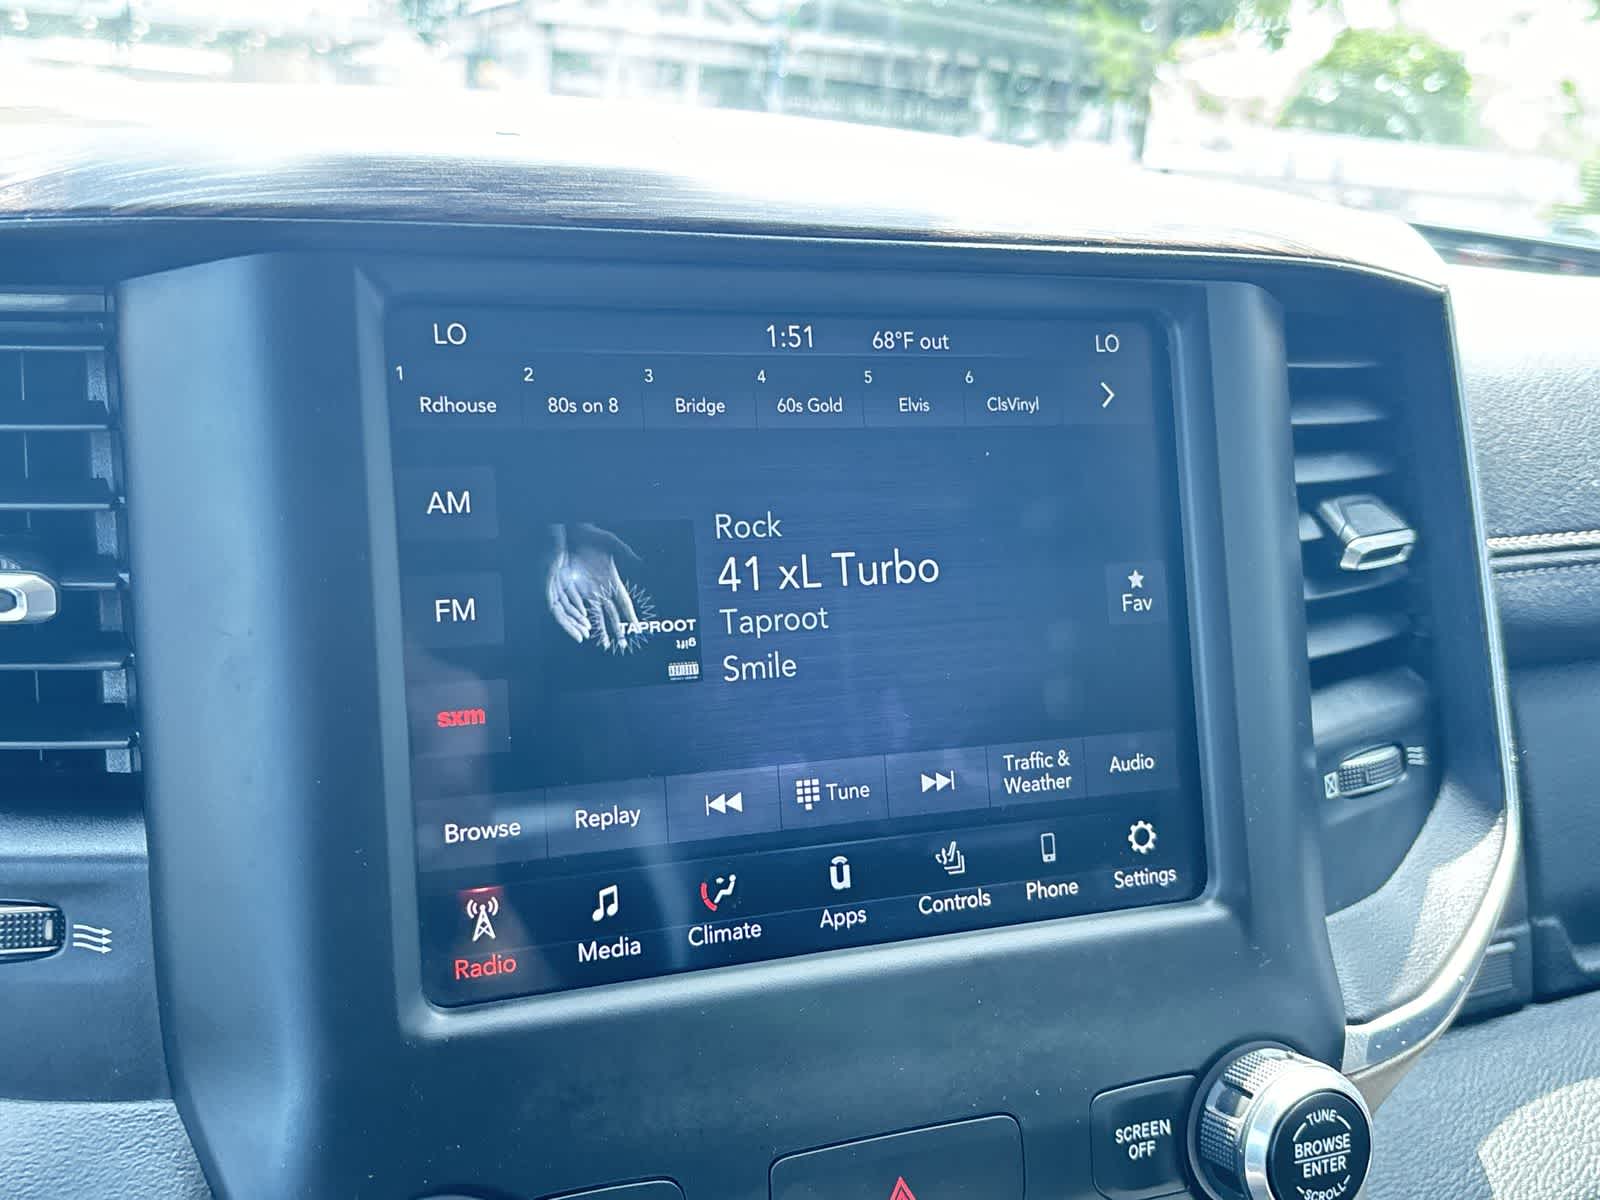 LO 1:51 68°F out LO
1 2 3 4 5 6
Rdhouse 80s on 8 Bridge 60s Gold Elvis ClsVinyl
AM
Rock
41 xL Turbo
FM
Fav
TAPROOT
Taproot
Smile
sxm
Browse Replay Tune Traffic & Weather Audio
Radio Media Climate Apps Controls Phone Settings
SCREEN
OFF
TUNE
BROWSE
ENTER
SCROLL